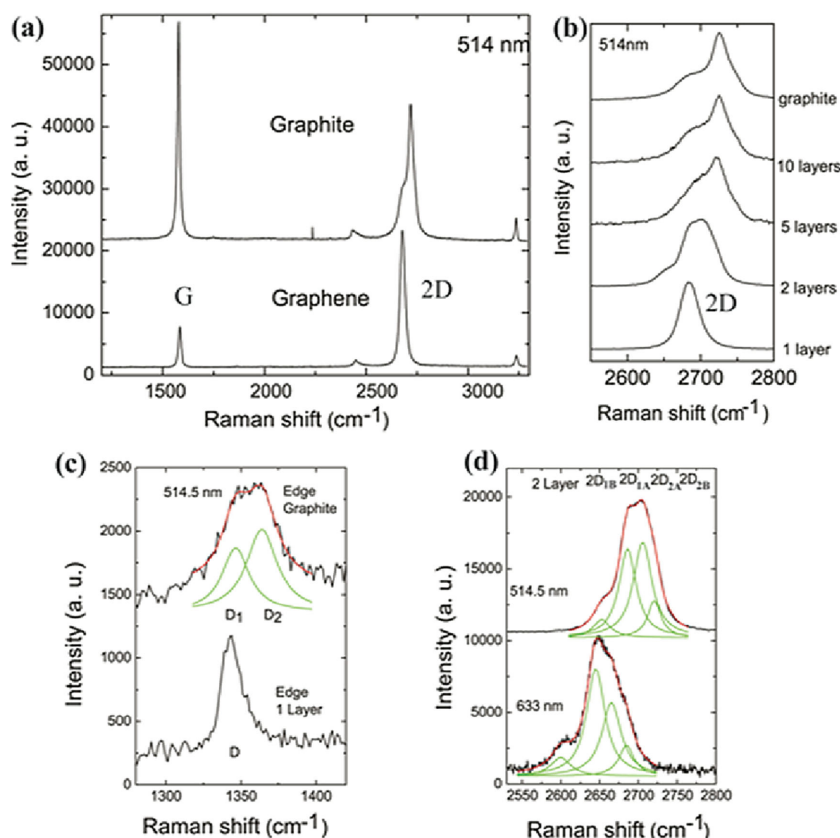 (a)
514 nm
50000
40000
30000
20000
10000
0
Graphite
Graphene
G
2D
1500
2000
2500
3000
Raman shift (cm-1)
Intensity (a. u.)
(b)
514nm
graphite
10 layers
5 layers
2 layers
2D
1 layer
2600
2700
2800
Raman shift (cm-1)
Intensity (a. u.)
(c)
2500
2000
1500
1000
500
0
514.5 nm
Edge
Graphite
D1
D2
Edge
1 Layer
D
1300
1350
1400
Raman shift (cm-1)
Intensity (a. u.)
(d)
2 Layer 2D1B 2D1A 2D2A 2D2B
20000
15000
10000
5000
0
514.5 nm
633 nm
2550
2600
2650
2700
2750
2800
Raman shift (cm-1)
Intensity (a. u.)